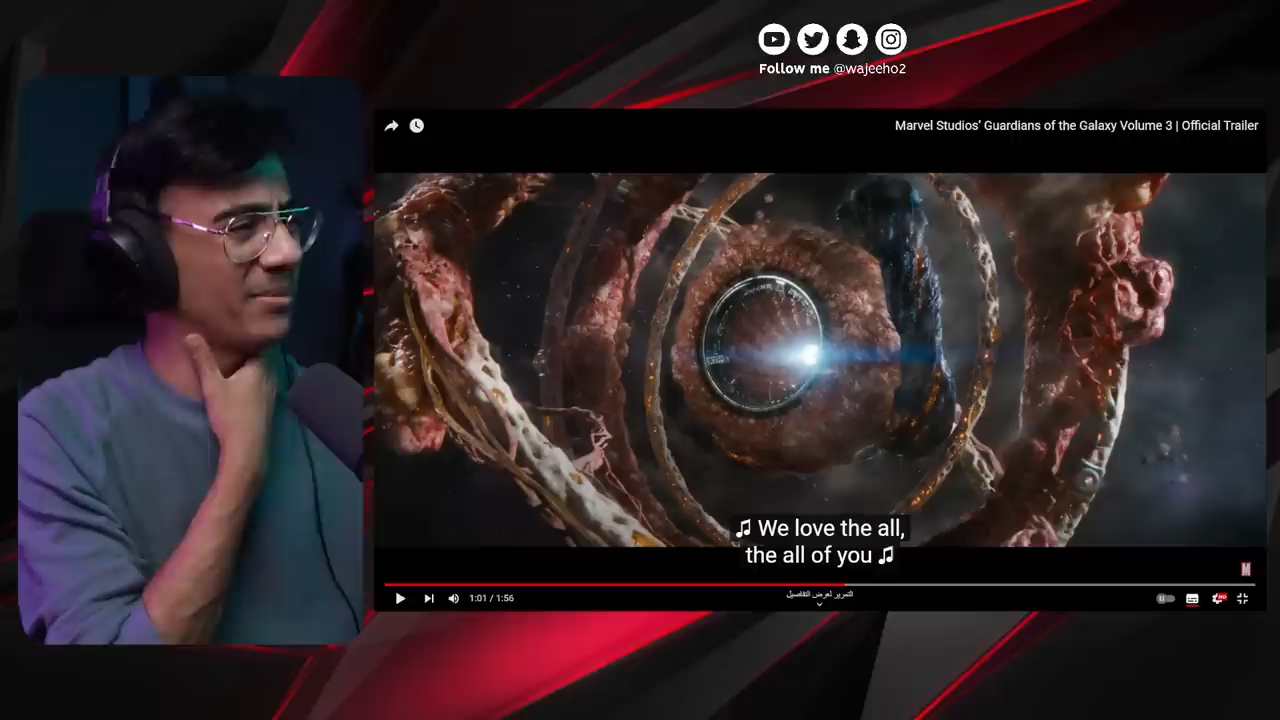 Follow me @wajeeho2
Marvel Studios' Guardians of the Galaxy Volume 3 | Official Trailer
♫ We love the all,
the all of you ♫
1:01 / 1:56
التمرير لعرض التفاصيل
HD
M